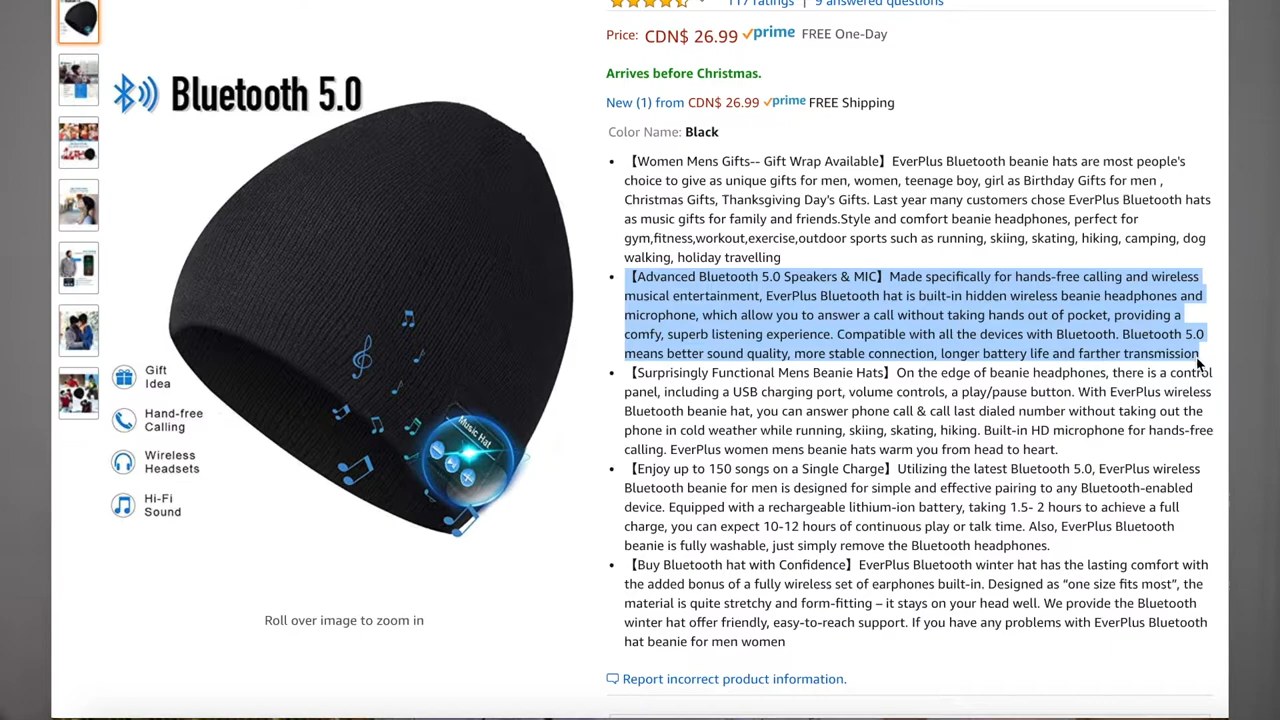 117 ratings | 9 answered questions
Price: CDN$ 26.99 prime FREE One-Day
Arrives before Christmas.
New (1) from CDN$ 26.99 prime FREE Shipping
Color Name: Black
【Women Mens Gifts-- Gift Wrap Available】EverPlus Bluetooth beanie hats are most people's
choice to give as unique gifts for men, women, teenage boy, girl as Birthday Gifts for men ,
Christmas Gifts, Thanksgiving Day's Gifts. Last year many customers chose EverPlus Bluetooth hats
as music gifts for family and friends.Style and comfort beanie headphones, perfect for
gym,fitness,workout,exercise,outdoor sports such as running, skiing, skating, hiking, camping, dog
walking, holiday travelling
【Advanced Bluetooth 5.0 Speakers & MIC】Made specifically for hands-free calling and wireless
musical entertainment, EverPlus Bluetooth hat is built-in hidden wireless beanie headphones and
microphone, which allow you to answer a call without taking hands out of pocket, providing a
comfy, superb listening experience. Compatible with all the devices with Bluetooth. Bluetooth 5.0
means better sound quality, more stable connection, longer battery life and farther transmission
【Surprisingly Functional Mens Beanie Hats】On the edge of beanie headphones, there is a control
panel, including a USB charging port, volume controls, a play/pause button. With EverPlus wireless
Bluetooth beanie hat, you can answer phone call & call last dialed number without taking out the
phone in cold weather while running, skiing, skating, hiking. Built-in HD microphone for hands-free
calling. EverPlus women mens beanie hats warm you from head to heart.
【Enjoy up to 150 songs on a Single Charge】Utilizing the latest Bluetooth 5.0, EverPlus wireless
Bluetooth beanie for men is designed for simple and effective pairing to any Bluetooth-enabled
device. Equipped with a rechargeable lithium-ion battery, taking 1.5- 2 hours to achieve a full
charge, you can expect 10-12 hours of continuous play or talk time. Also, EverPlus Bluetooth
beanie is fully washable, just simply remove the Bluetooth headphones.
【Buy Bluetooth hat with Confidence】EverPlus Bluetooth winter hat has the lasting comfort with
the added bonus of a fully wireless set of earphones built-in. Designed as “one size fits most”, the
material is quite stretchy and form-fitting – it stays on your head well. We provide the Bluetooth
winter hat offer friendly, easy-to-reach support. If you have any problems with EverPlus Bluetooth
hat beanie for men women
Report incorrect product information.
Bluetooth 5.0
Gift
Idea
Hand-free
Calling
Wireless
Headsets
Hi-Fi
Sound
Music Hat
Roll over image to zoom in